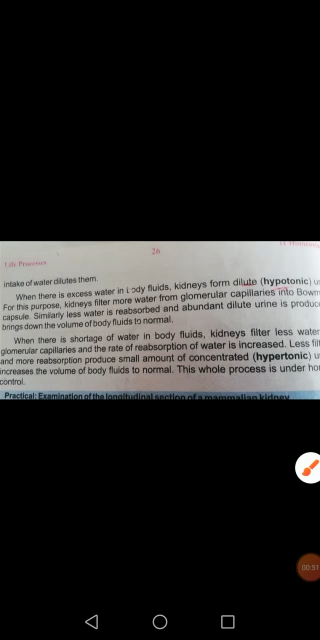 26
Life Processes
intake of water dilutes them.
When there is excess water in body fluids, kidneys form dilute (hypotonic)
For this purpose, kidneys filter more water from glomerular capillaries into Bowm
capsule. Similarly less water is reabsorbed and abundant dilute urine is produc
brings down the volume of body fluids to normal.
When there is shortage of water in body fluids, kidneys filter less water
glomerular capillaries and the rate of reabsorption of water is increased. Less filt
and more reabsorption produce small amount of concentrated (hypertonic) u
increases the volume of body fluids to normal. This whole process is under ho
control.
Practical: Examination of the longitudinal section of a mammalian kidney
00:51